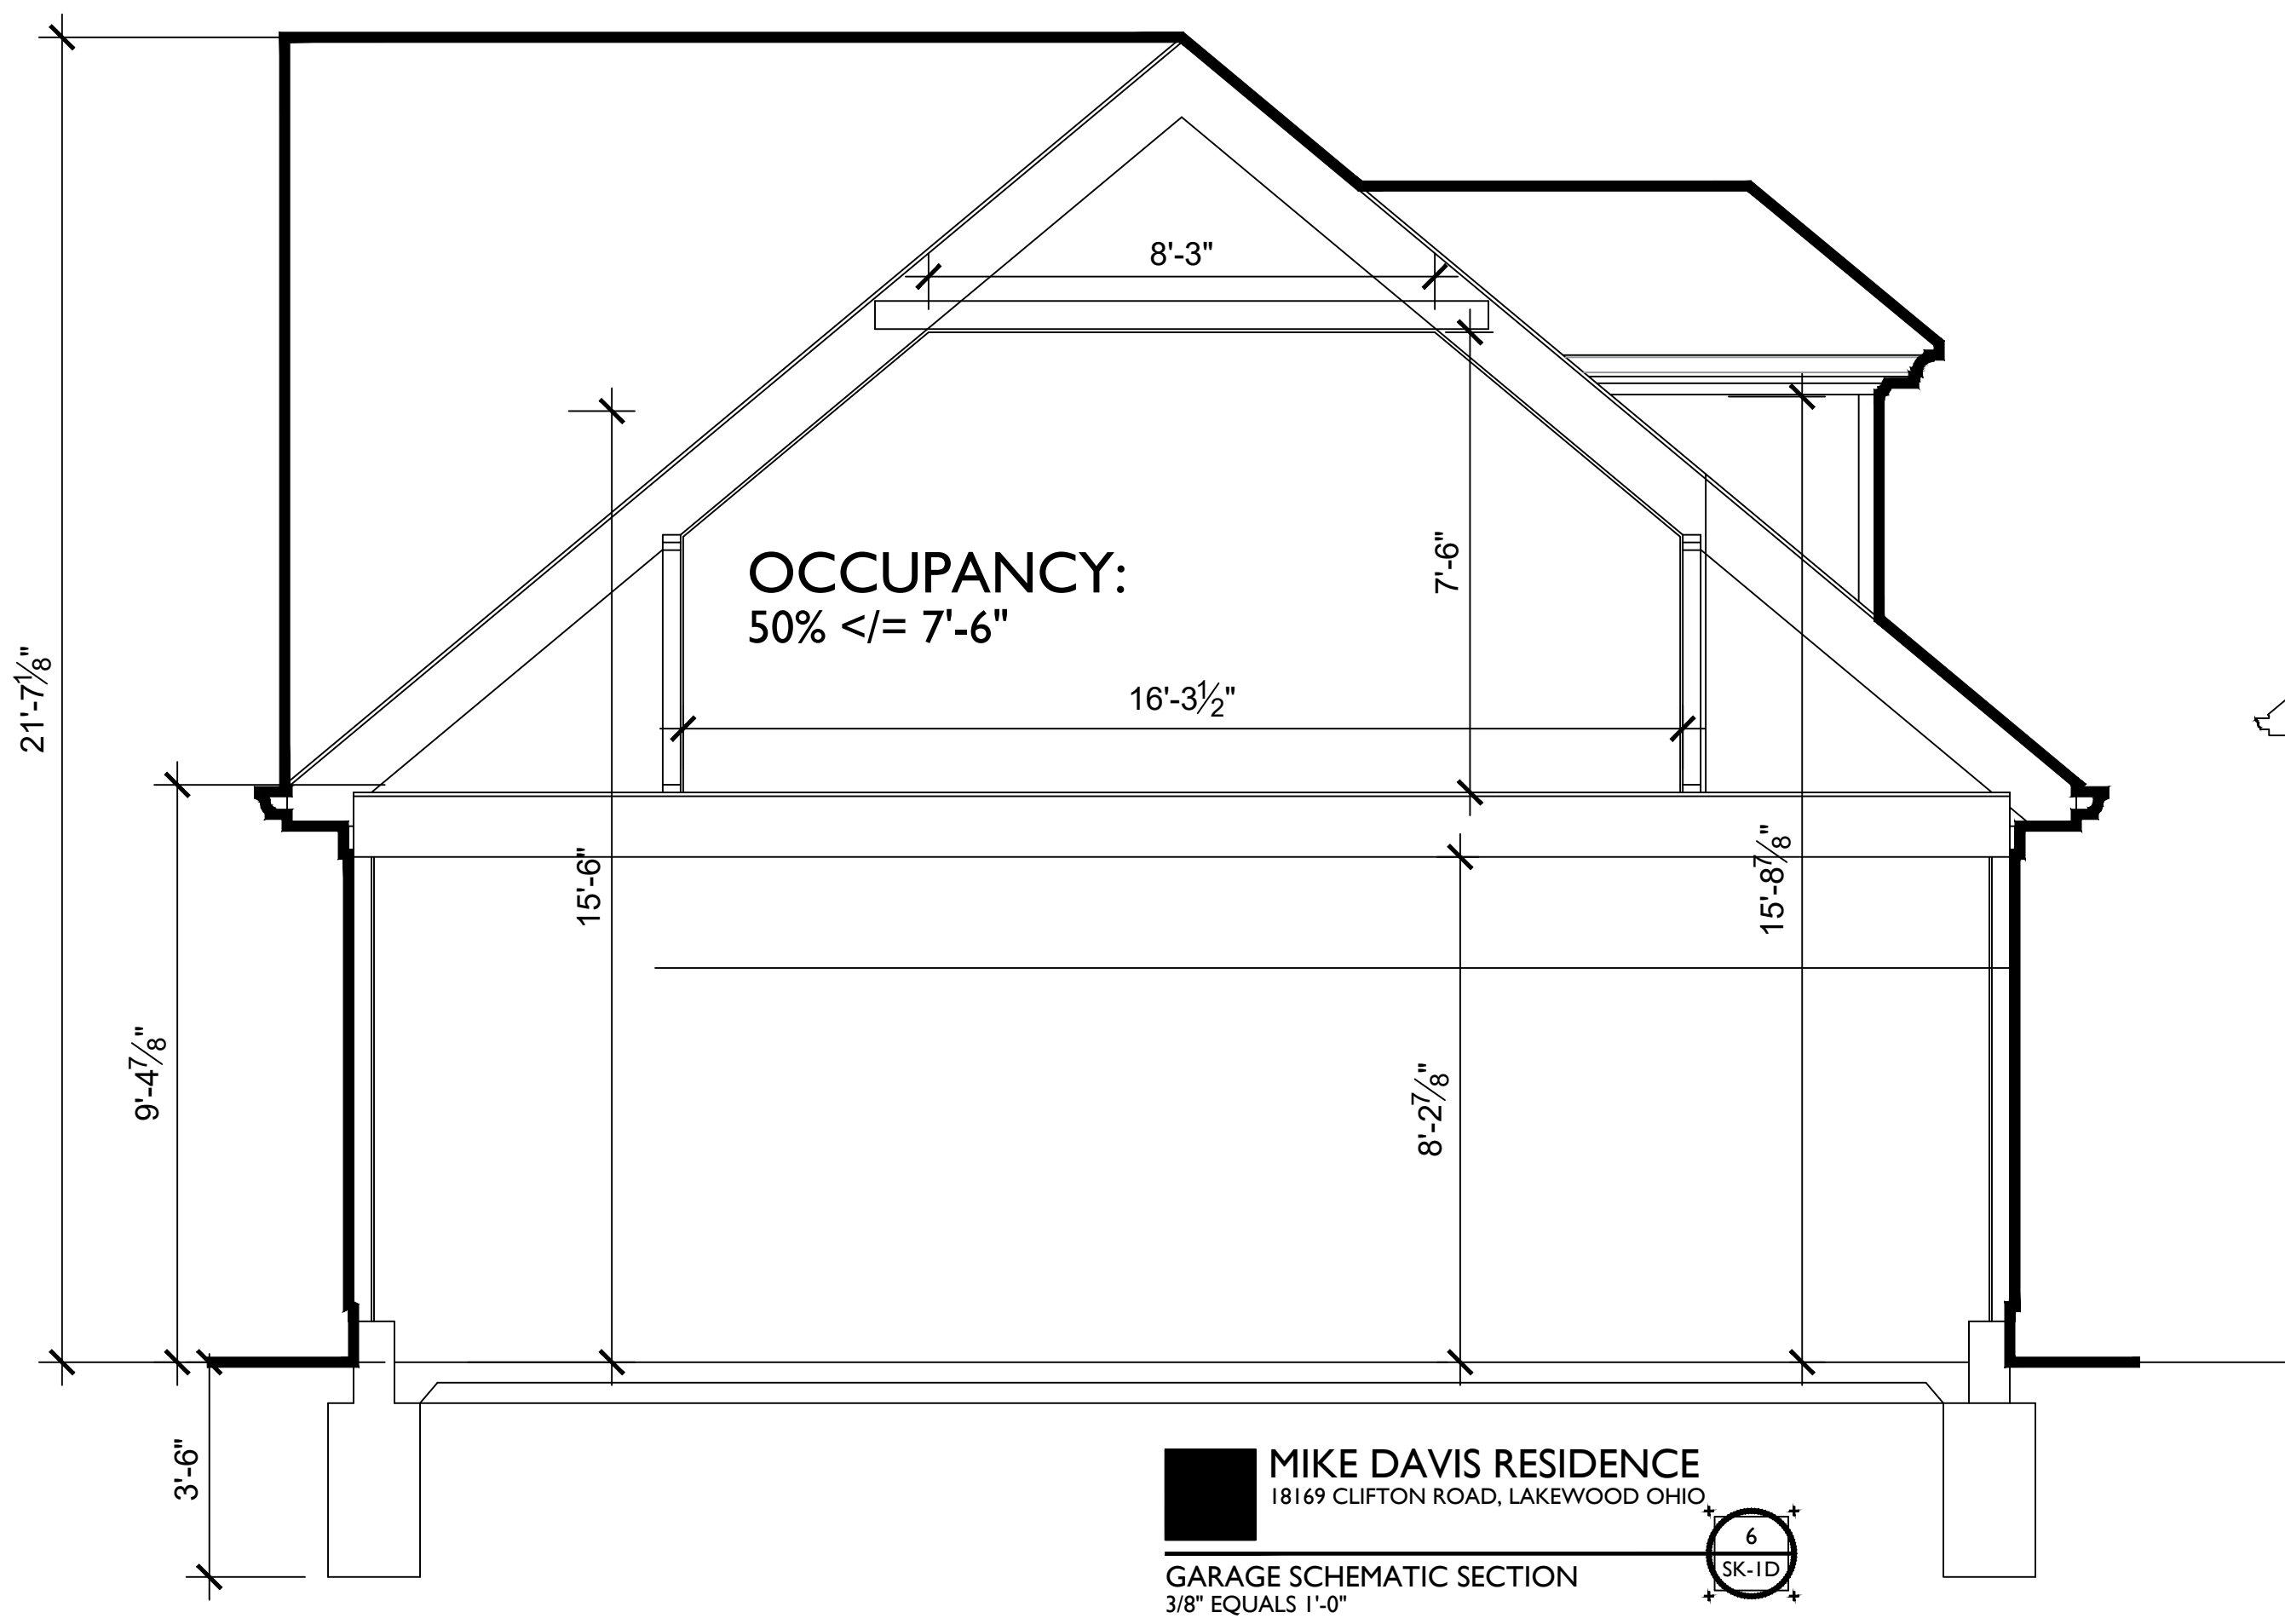 8'-3"
OCCUPANCY:
50% </= 7'-6"
7'-6"
16'-3½"
21'-7⅛"
15'-6"
15'-8⅞"
9'-4⅞"
8'-2⅞"
3'-6"
MIKE DAVIS RESIDENCE
18169 CLIFTON ROAD, LAKEWOOD OHIO
6
SK-1D
GARAGE SCHEMATIC SECTION
3/8" EQUALS 1'-0"